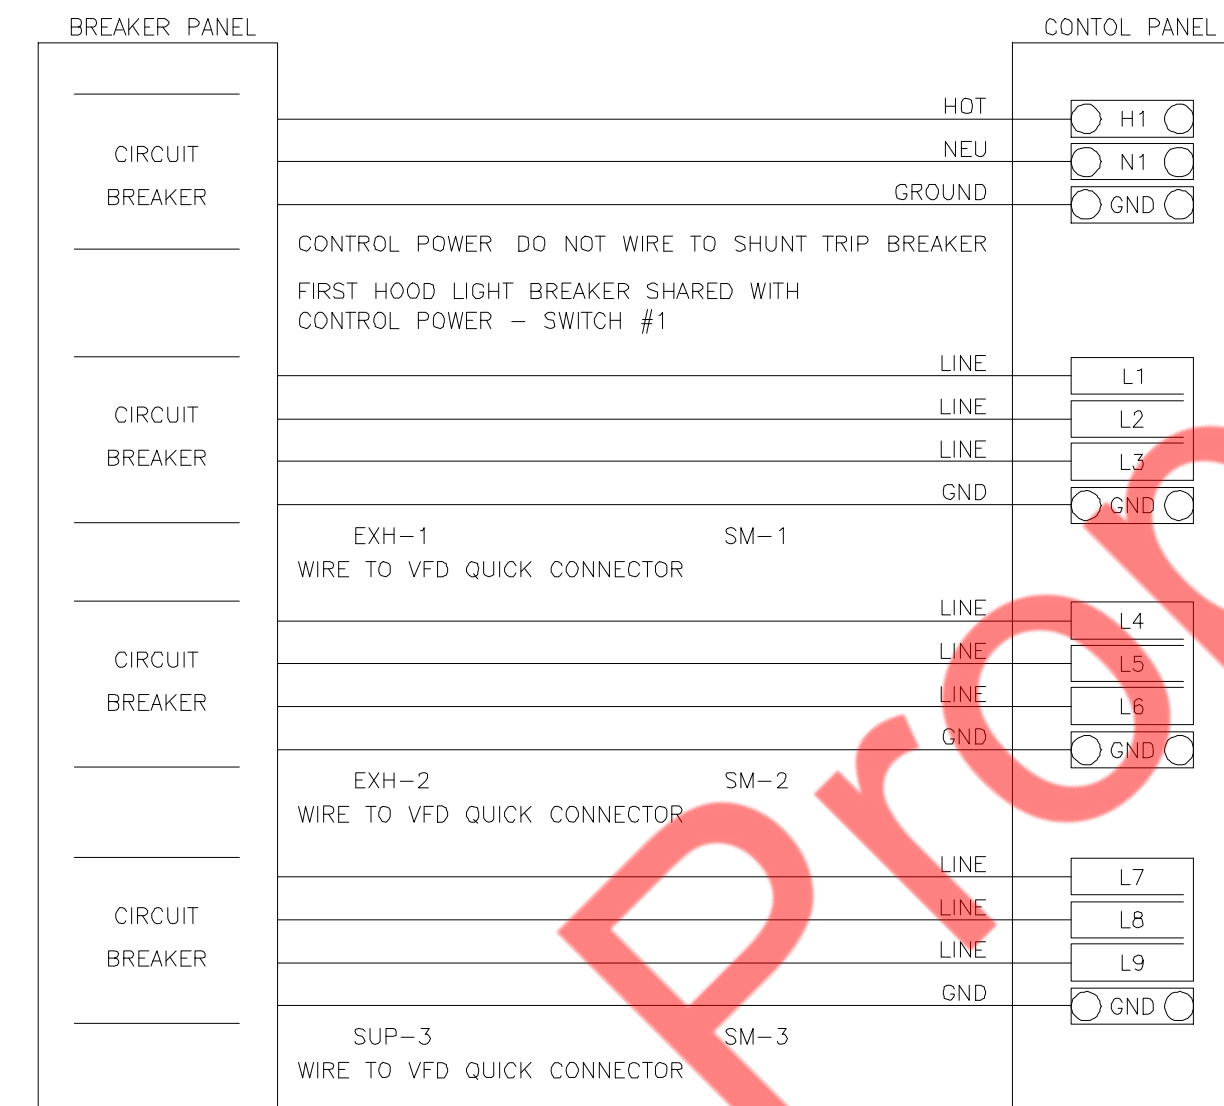 BREAKER PANEL
CONTOL PANEL
HOT
H1
NEU
N1
CIRCUIT
BREAKER
GROUND
GND
CONTROL POWER DO NOT WIRE TO SHUNT TRIP BREAKER
FIRST HOOD LIGHT BREAKER SHARED WITH
CONTROL POWER – SWITCH #1
LINE
L1
LINE
L2
CIRCUIT
BREAKER
LINE
L3
GND
GND
EXH–1
SM–1
WIRE TO VFD QUICK CONNECTOR
LINE
L4
LINE
L5
CIRCUIT
BREAKER
LINE
L6
GND
GND
EXH–2
SM–2
WIRE TO VFD QUICK CONNECTOR
LINE
L7
LINE
L8
CIRCUIT
BREAKER
LINE
L9
GND
GND
SUP–3
SM–3
WIRE TO VFD QUICK CONNECTOR